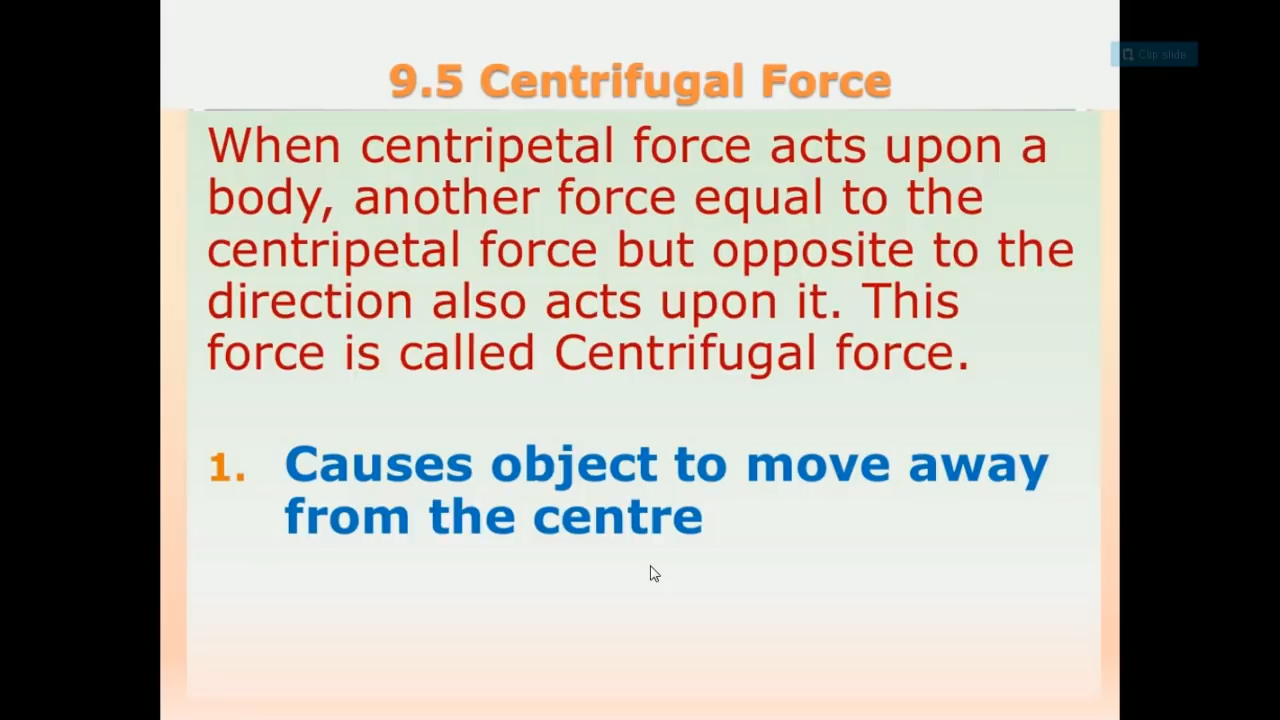 Clip slide
9.5 Centrifugal Force
When centripetal force acts upon a
body, another force equal to the
centripetal force but opposite to the
direction also acts upon it. This
force is called Centrifugal force.
1. Causes object to move away
from the centre